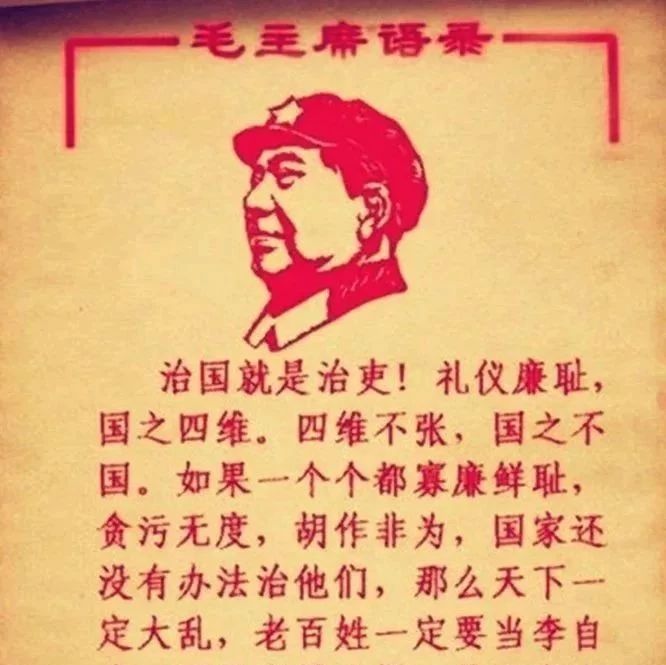 毛主席语录
治国就是治吏！礼仪廉耻，
国之四维。四维不张，国之不
国。如果一个个都寡廉鲜耻，
贪污无度，胡作非为，国家还
没有办法治他们，那么天下一
定大乱，老百姓一定要当李自